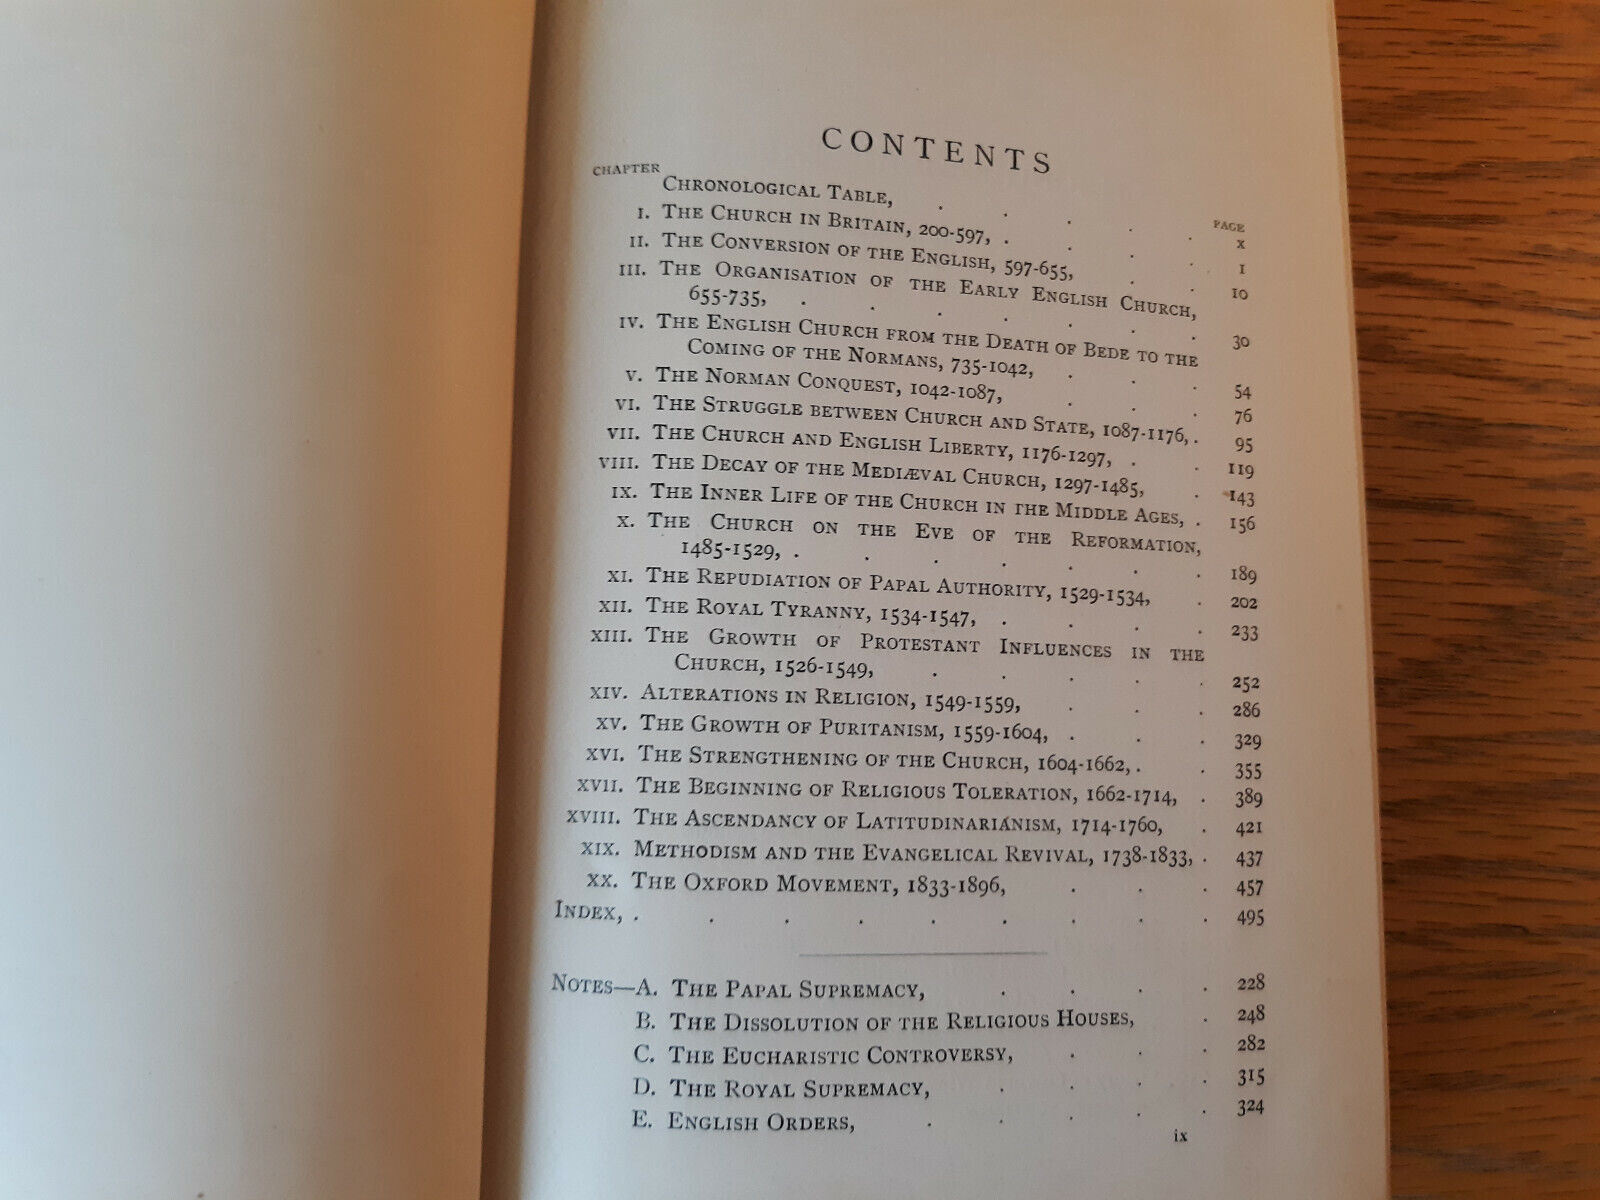 CONTENTS
CHAPTER PAGE
CHRONOLOGICAL TABLE, . . . . . x
I. THE CHURCH IN BRITAIN, 200-597, . . . . 1
II. THE CONVERSION OF THE ENGLISH, 597-655, . . 10
III. THE ORGANISATION OF THE EARLY ENGLISH CHURCH,
655-735, . . . . . . . 30
IV. THE ENGLISH CHURCH FROM THE DEATH OF BEDE TO THE
COMING OF THE NORMANS, 735-1042, . . . 54
V. THE NORMAN CONQUEST, 1042-1087, . . . 76
VI. THE STRUGGLE BETWEEN CHURCH AND STATE, 1087-1176, . 95
VII. THE CHURCH AND ENGLISH LIBERTY, 1176-1297, . . 119
VIII. THE DECAY OF THE MEDIÆVAL CHURCH, 1297-1485, . 143
IX. THE INNER LIFE OF THE CHURCH IN THE MIDDLE AGES, . 156
X. THE CHURCH ON THE EVE OF THE REFORMATION,
1485-1529, . . . . . . . 189
XI. THE REPUDIATION OF PAPAL AUTHORITY, 1529-1534, . 202
XII. THE ROYAL TYRANNY, 1534-1547, . . . . 233
XIII. THE GROWTH OF PROTESTANT INFLUENCES IN THE
CHURCH, 1526-1549, . . . . . 252
XIV. ALTERATIONS IN RELIGION, 1549-1559, . . . 286
XV. THE GROWTH OF PURITANISM, 1559-1604, . . . 329
XVI. THE STRENGTHENING OF THE CHURCH, 1604-1662, . . 355
XVII. THE BEGINNING OF RELIGIOUS TOLERATION, 1662-1714, . 389
XVIII. THE ASCENDANCY OF LATITUDINARIANISM, 1714-1760, . 421
XIX. METHODISM AND THE EVANGELICAL REVIVAL, 1738-1833, . 437
XX. THE OXFORD MOVEMENT, 1833-1896, . . . 457
INDEX, . . . . . . . . . 495
NOTES—A. THE PAPAL SUPREMACY, . . . . 228
B. THE DISSOLUTION OF THE RELIGIOUS HOUSES, . 248
C. THE EUCHARISTIC CONTROVERSY, . . . 282
D. THE ROYAL SUPREMACY, . . . . 315
E. ENGLISH ORDERS, . . . . . 324
ix